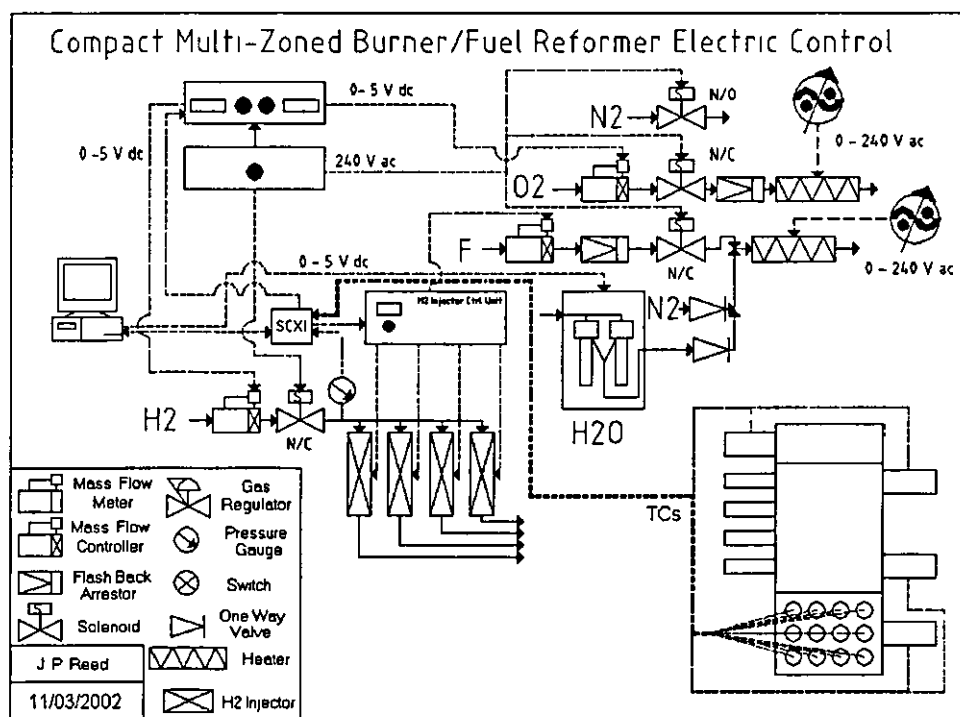 Compact Multi-Zoned Burner/Fuel Reformer Electric Control
0-5 V dc
N/O
N2
0-5 V dc
240 V ac
N/C
0-240 V ac
O2
F
N/C
0-240 V ac
0-5 V dc
H2 Injector Ctrl Unit
SCXI
N2
H2
N/C
H2O
TCs
Mass Flow
Meter
Gas
Regulator
Mass Flow
Controller
Pressure
Gauge
Flash Back
Arrestor
Switch
Solenoid
One Way
Valve
J P Reed
Heater
11/03/2002
H2 Injector